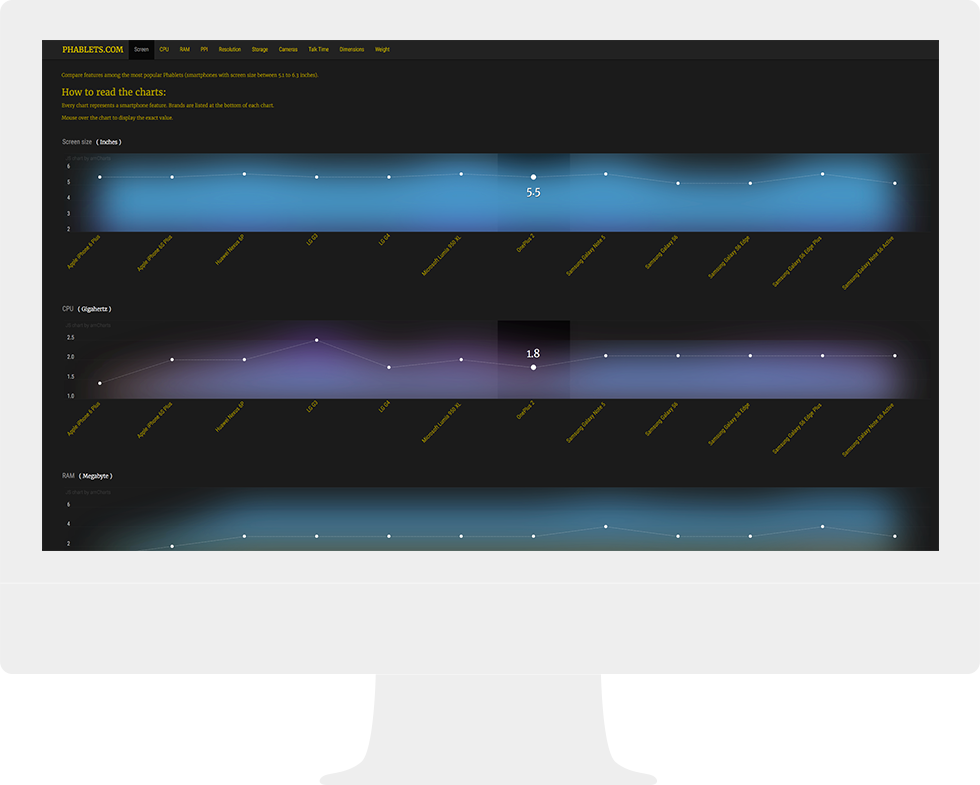 PHABLETS.COM Screen CPU RAM PPI Resolution Storage Cameras Talk Time Dimensions Weight
Compare features among the most popular Phablets (smartphones with screen size between 5.1 to 6.3 inches).
How to read the charts:
Every chart represents a smartphone feature. Brands are listed at the bottom of each chart.
Mouse over the chart to display the exact value.
Screen size ( Inches )
JS chart by amCharts
6
5
4
3
2
5.5
Apple iPhone 6 Plus
Apple iPhone 6S Plus
Huawei Nexus 6P
LG G3
LG G4
Microsoft Lumia 950 XL
OnePlus 2
Samsung Galaxy Note 5
Samsung Galaxy S6
Samsung Galaxy S6 Edge
Samsung Galaxy S6 Edge Plus
Samsung Galaxy Note S6 Active
CPU ( Gigahertz )
JS chart by amCharts
2.5
2.0
1.5
1.0
1.8
Apple iPhone 6 Plus
Apple iPhone 6S Plus
Huawei Nexus 6P
LG G3
LG G4
Microsoft Lumia 950 XL
OnePlus 2
Samsung Galaxy Note 5
Samsung Galaxy S6
Samsung Galaxy S6 Edge
Samsung Galaxy S6 Edge Plus
Samsung Galaxy Note S6 Active
RAM ( Megabyte )
JS chart by amCharts
6
4
2